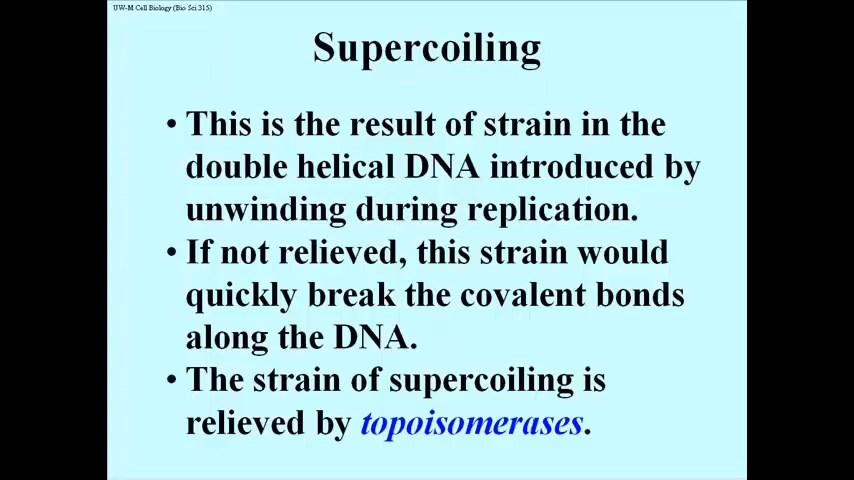 UW-M Cell Biology (Bio Sci 315)
Supercoiling
• This is the result of strain in the
double helical DNA introduced by
unwinding during replication.
• If not relieved, this strain would
quickly break the covalent bonds
along the DNA.
• The strain of supercoiling is
relieved by topoisomerases.